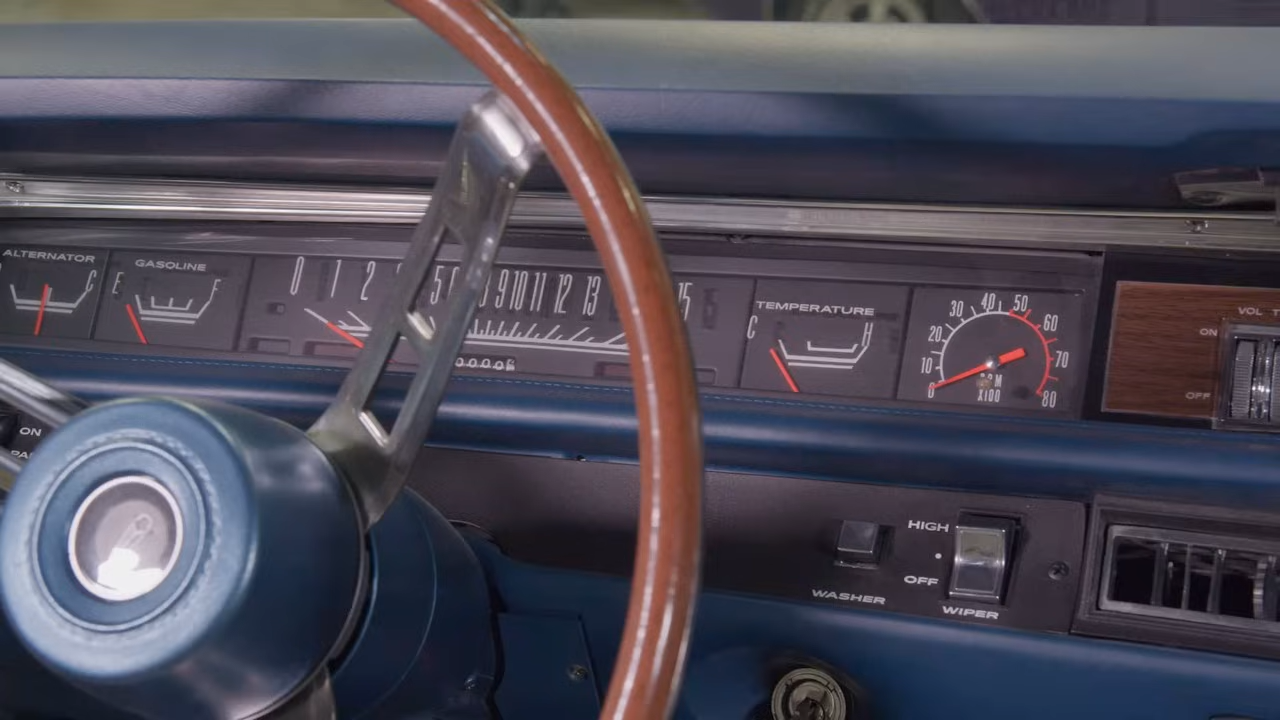 ALTERNATOR
C
GASOLINE
E F
0 1 2 5 9 10 11 12 13 15
TEMPERATURE
C H
0 10 20 30 40 50 60 70 80
RPM
X100
VOL
ON
OFF
ON
HIGH
OFF
WASHER
WIPER